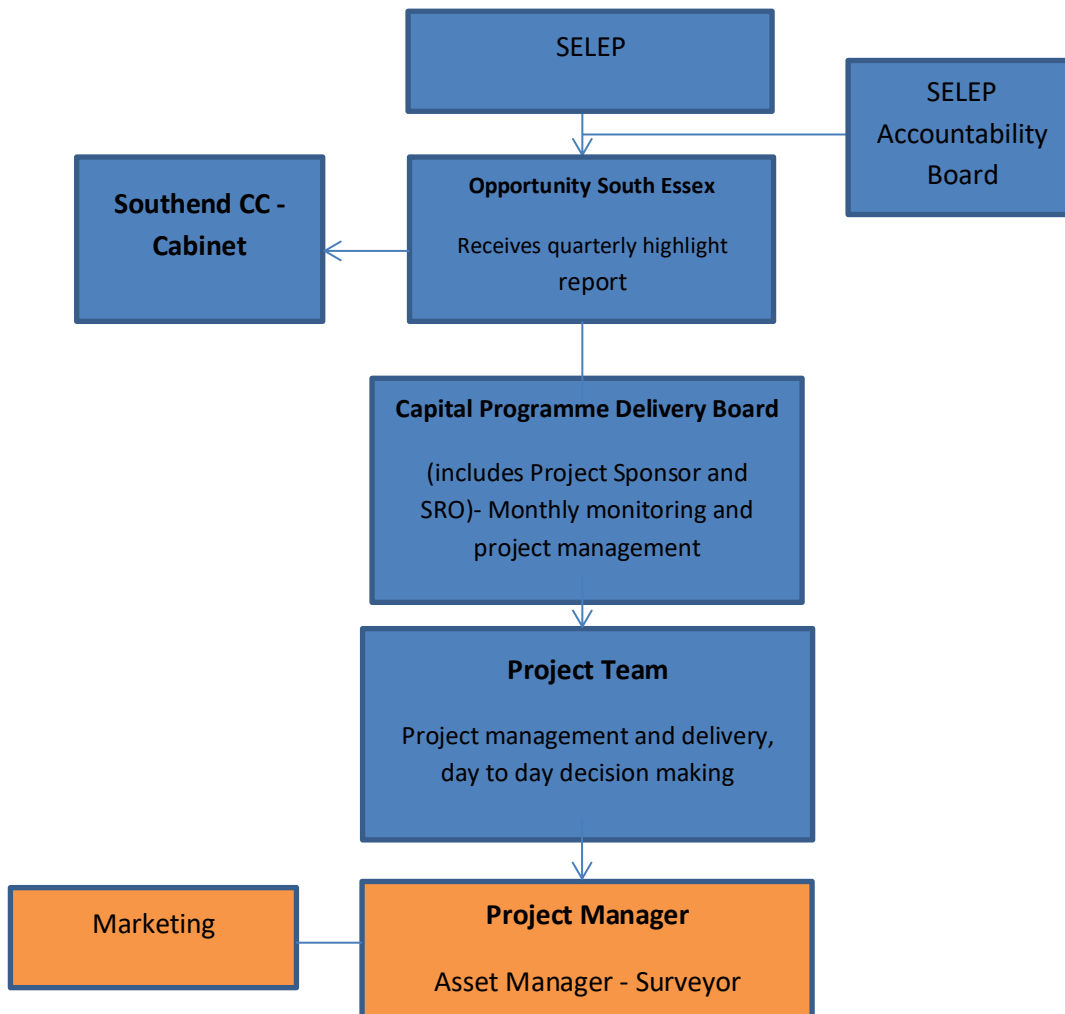 SELEP
SELEP
Accountability
Board
Southend CC -
Cabinet
Opportunity South Essex
Receives quarterly highlight
report
Capital Programme Delivery Board
(includes Project Sponsor and
SRO)- Monthly monitoring and
project management
Project Team
Project management and delivery,
day to day decision making
Marketing
Project Manager
Asset Manager - Surveyor